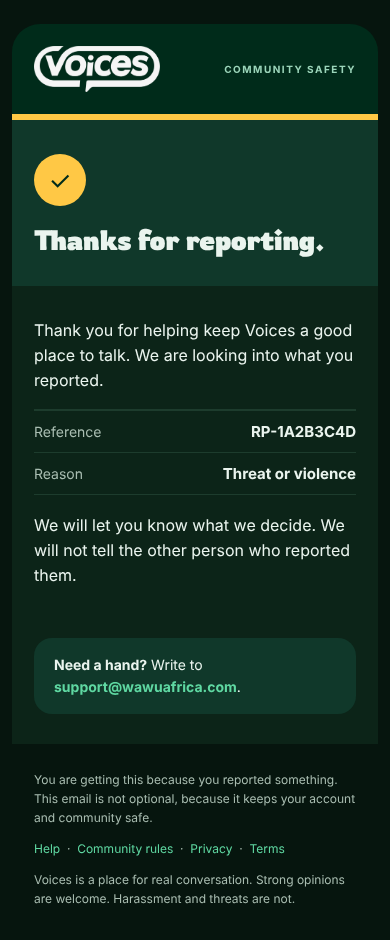 Voices
COMMUNITY SAFETY
Thanks for reporting.
Thank you for helping keep Voices a good
place to talk. We are looking into what you
reported.
Reference RP-1A2B3C4D
Reason Threat or violence
We will let you know what we decide. We
will not tell the other person who reported
them.
Need a hand? Write to
support@wawuafrica.com.
You are getting this because you reported something.
This email is not optional, because it keeps your account
and community safe.
Help · Community rules · Privacy · Terms
Voices is a place for real conversation. Strong opinions
are welcome. Harassment and threats are not.